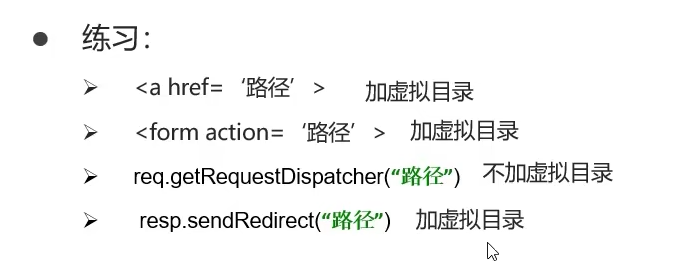 ● 练习：
➢ <a href=‘路径’> 加虚拟目录
➢ <form action=‘路径’> 加虚拟目录
➢ req.getRequestDispatcher(“路径”) 不加虚拟目录
➢ resp.sendRedirect(“路径”) 加虚拟目录